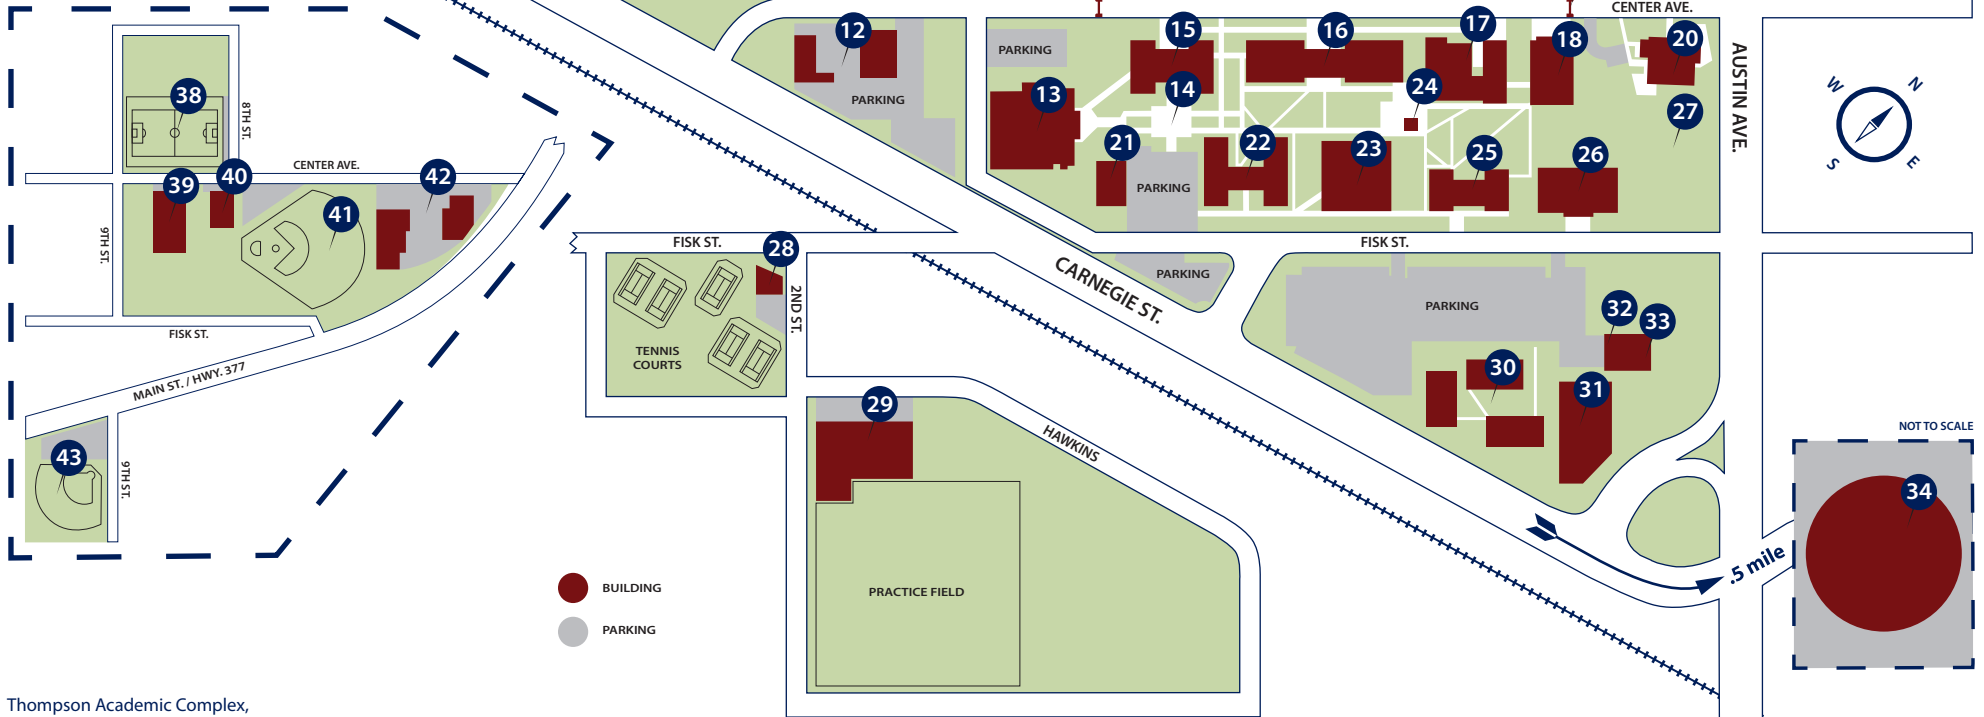 CENTER AVE.
12
15
16
17
18
20
PARKING
AUSTIN AVE.
38
PARKING
13
14
24
27
W
N
S
E
8TH ST.
CENTER AVE.
21
22
23
25
26
39
40
42
PARKING
41
9TH ST.
FISK ST.
28
FISK ST.
CARNEGIE ST.
PARKING
2ND ST.
PARKING
32
33
FISK ST.
TENNIS
COURTS
MAIN ST. / HWY. 377
30
31
29
HAWKINS
NOT TO SCALE
43
9TH ST.
34
.5 mile
BUILDING
PARKING
PRACTICE FIELD
Thompson Academic Complex,